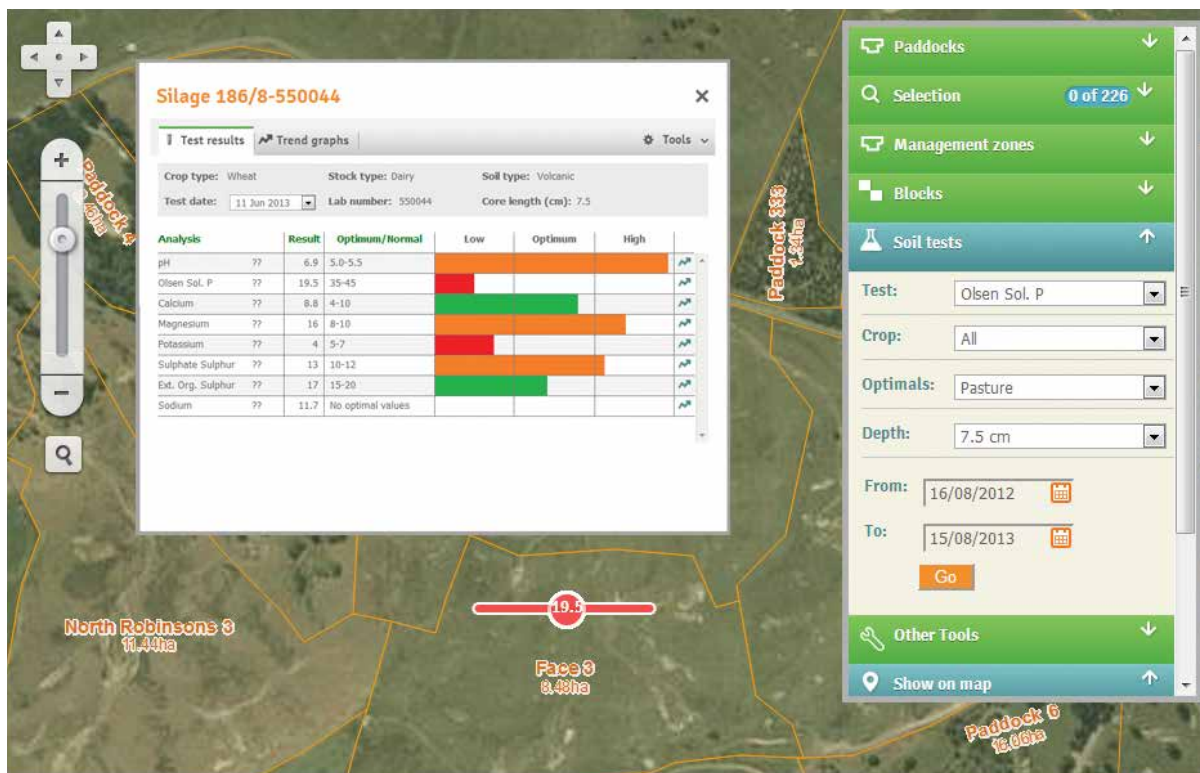 Silage 186/8-550044
Test results Trend graphs Tools
Crop type: Wheat Stock type: Dairy Soil type: Volcanic
Test date: 11 Jun 2013 Lab number: 550044 Core length (cm): 7.5
Analysis Result Optimum/Normal Low Optimum High
pH ?? 6.9 5.0-5.5
Olsen Sol. P ?? 19.5 35-45
Calcium ?? 8.8 4-10
Magnesium ?? 16 8-10
Potassium ?? 4 5-7
Sulphate Sulphur ?? 13 10-12
Ext. Org. Sulphur ?? 17 15-20
Sodium ?? 11.7 No optimal values
Paddock 4
Paddock 333
1.34ha
North Robinsons 3
11.44ha
19.5
Face 3
8.48ha
Paddock 6
Paddocks
Selection 0 of 226
Management zones
Blocks
Soil tests
Test: Olsen Sol. P
Crop: All
Optimals: Pasture
Depth: 7.5 cm
From: 16/08/2012
To: 15/08/2013
Go
Other Tools
Show on map